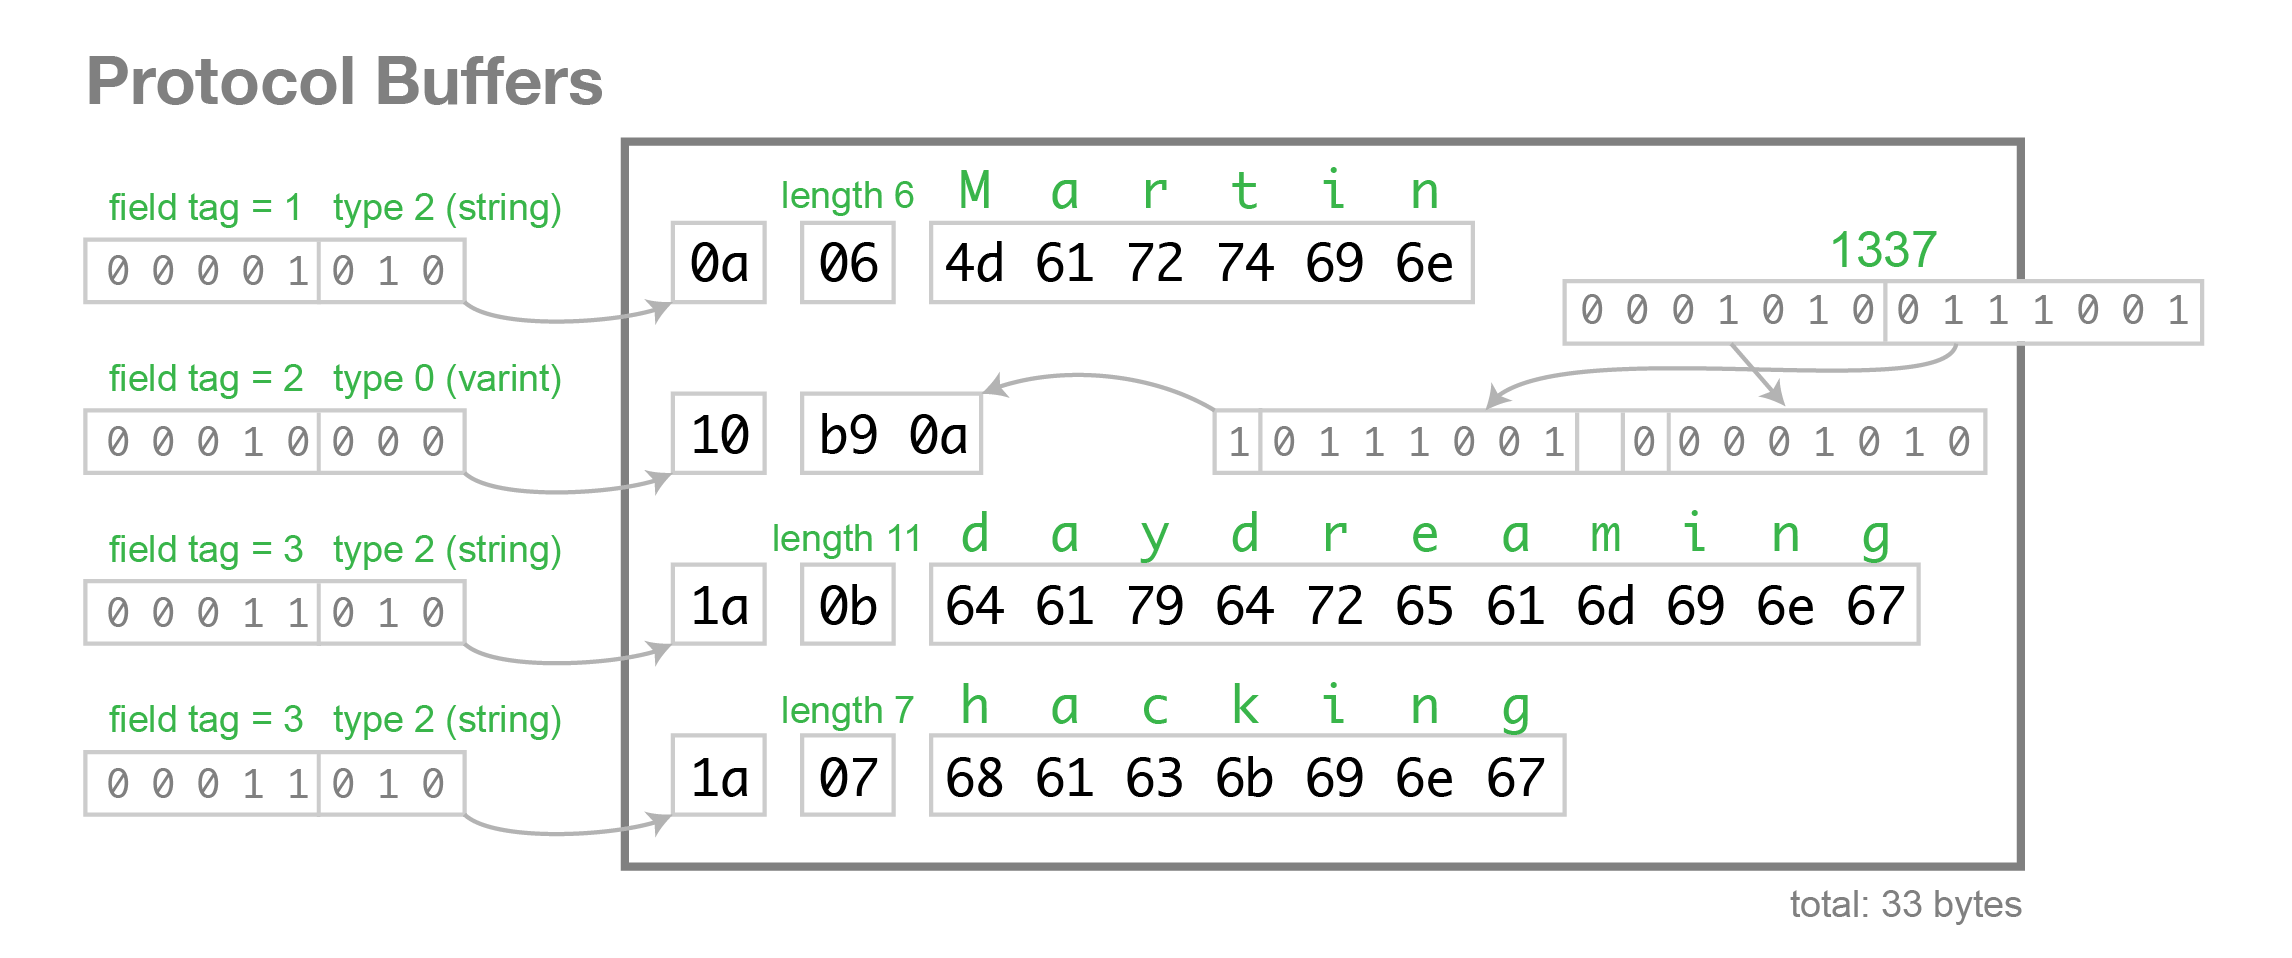 Protocol Buffers
field tag = 1 type 2 (string)
0 0 0 0 1 0 1 0
length 6 M a r t i n
0a 06 4d 61 72 74 69 6e
1337
0 0 0 1 0 1 0 0 1 1 1 0 0 1
field tag = 2 type 0 (varint)
0 0 0 1 0 0 0 0
10 b9 0a
1 0 1 1 1 0 0 1 0 0 0 0 1 0 1 0
field tag = 3 type 2 (string)
0 0 0 1 1 0 1 0
length 11 d a y d r e a m i n g
1a 0b 64 61 79 64 72 65 61 6d 69 6e 67
field tag = 3 type 2 (string)
0 0 0 1 1 0 1 0
length 7 h a c k i n g
1a 07 68 61 63 6b 69 6e 67
total: 33 bytes